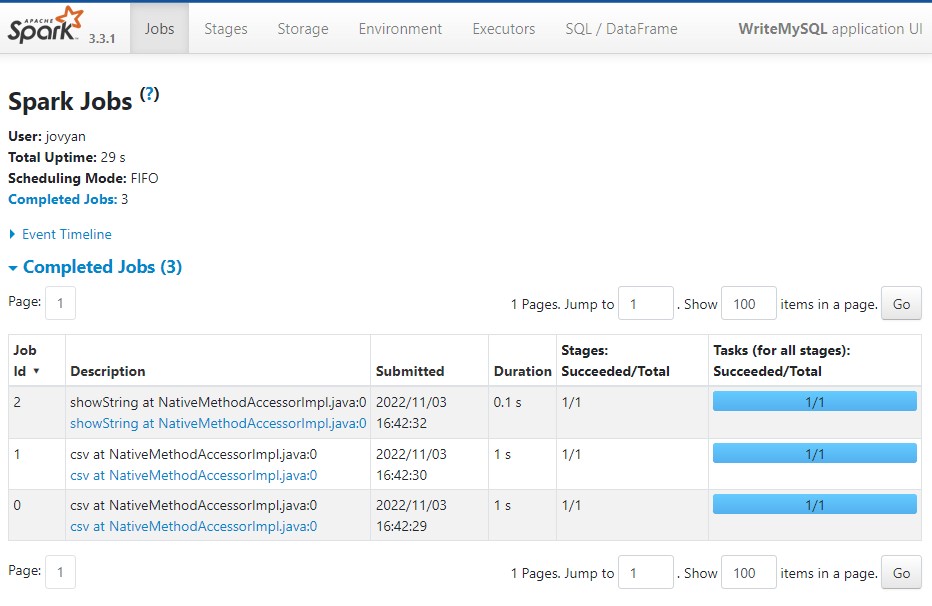 APACHE Spark 3.3.1 Jobs Stages Storage Environment Executors SQL / DataFrame WriteMySQL application UI
Spark Jobs (?)
User: jovyan
Total Uptime: 29 s
Scheduling Mode: FIFO
Completed Jobs: 3
Event Timeline
Completed Jobs (3)
Page: 1 1 Pages. Jump to 1 . Show 100 items in a page. Go
Job Id ▾ Description Submitted Duration Stages: Succeeded/Total Tasks (for all stages): Succeeded/Total
2 showString at NativeMethodAccessorImpl.java:0 2022/11/03 0.1 s 1/1 1/1
showString at NativeMethodAccessorImpl.java:0 16:42:32
1 csv at NativeMethodAccessorImpl.java:0 2022/11/03 1 s 1/1 1/1
csv at NativeMethodAccessorImpl.java:0 16:42:30
0 csv at NativeMethodAccessorImpl.java:0 2022/11/03 1 s 1/1 1/1
csv at NativeMethodAccessorImpl.java:0 16:42:29
Page: 1 1 Pages. Jump to 1 . Show 100 items in a page. Go